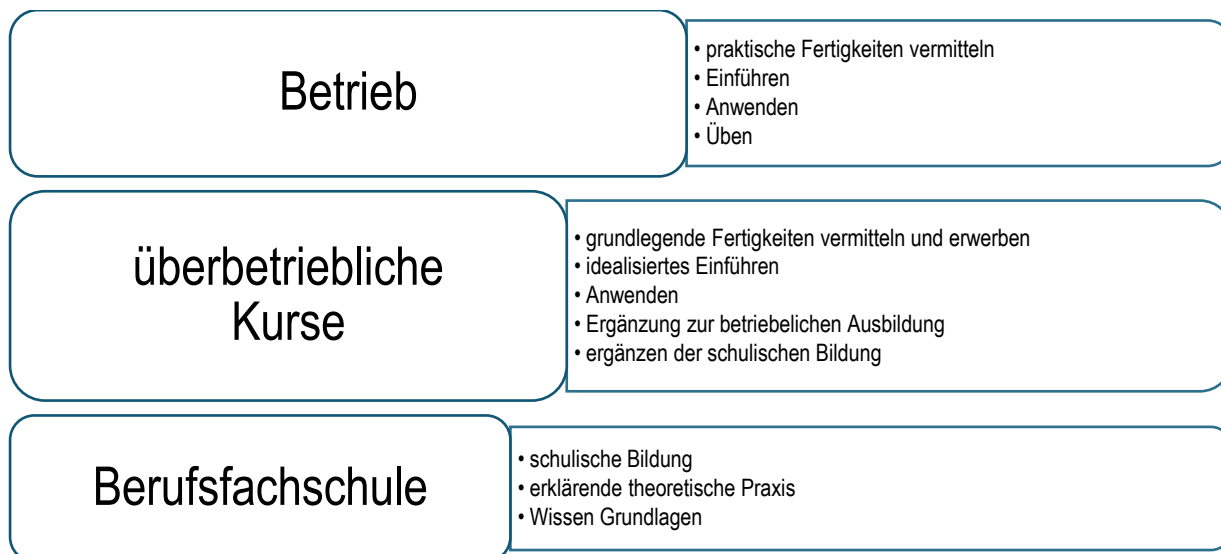 Betrieb
• praktische Fertigkeiten vermitteln
• Einführen
• Anwenden
• Üben
überbetriebliche
Kurse
• grundlegende Fertigkeiten vermitteln und erwerben
• idealisiertes Einführen
• Anwenden
• Ergänzung zur betriebelichen Ausbildung
• ergänzen der schulischen Bildung
Berufsfachschule
• schulische Bildung
• erklärende theoretische Praxis
• Wissen Grundlagen